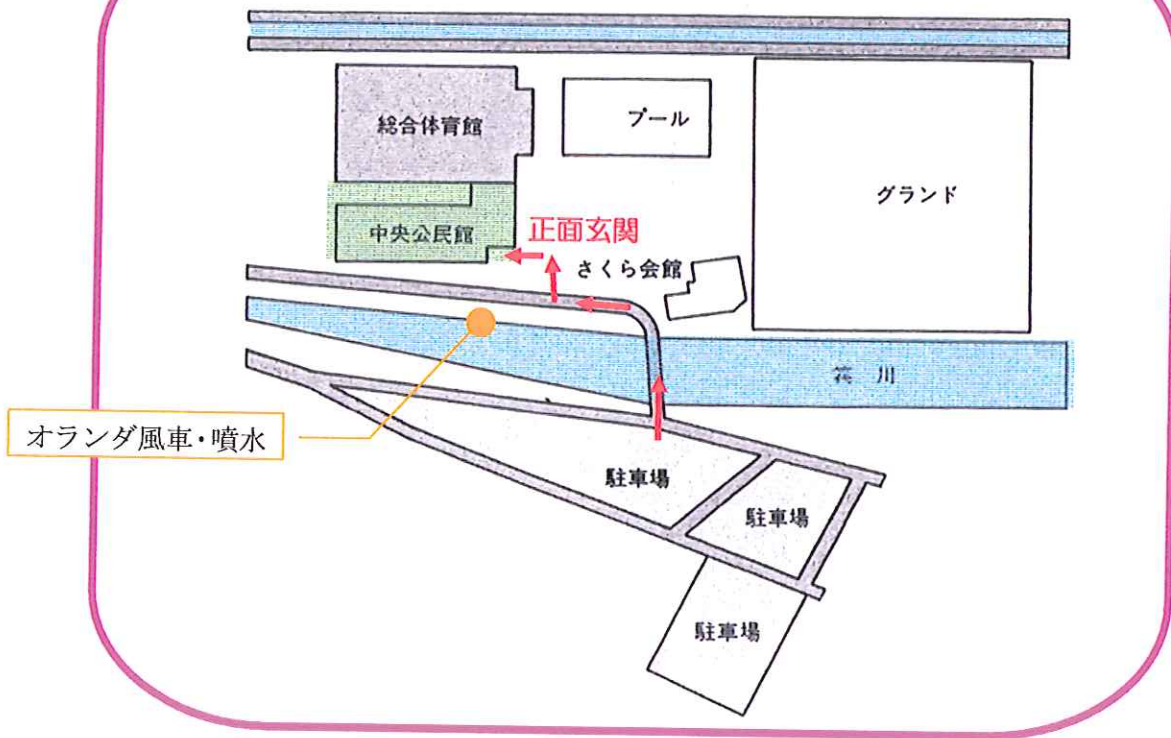 総合体育館
プール
グランド
中央公民館
正面玄関
さくら会館
川
オランダ風車・噴水
駐車場
駐車場
駐車場